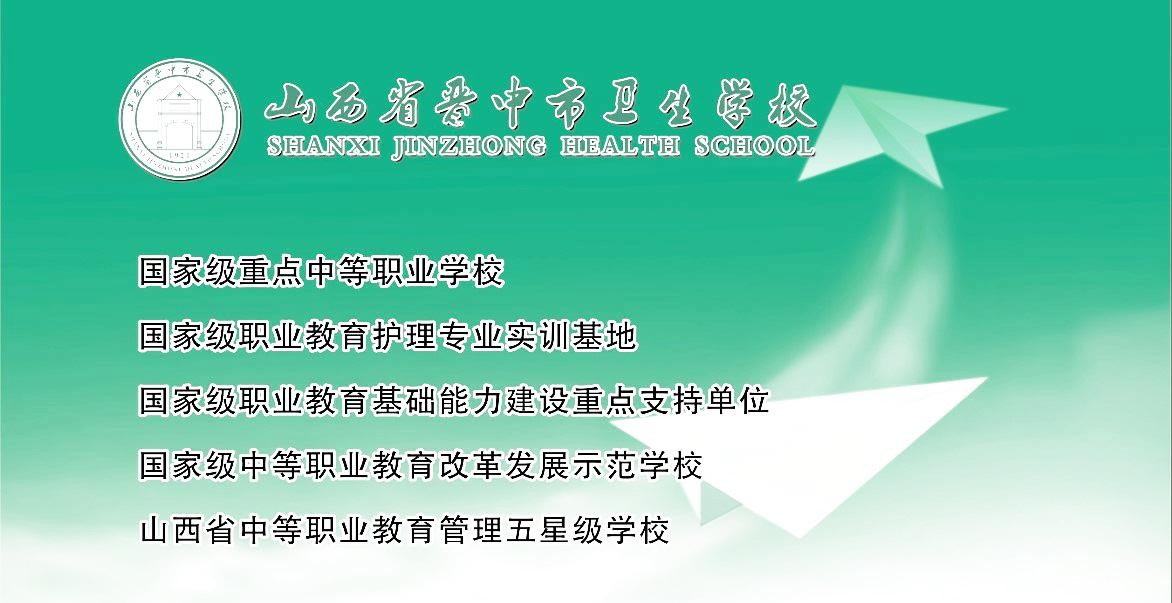 山西省晋中市卫生学校
SHANXI JINZHONG HEALTH SCHOOL
1921
国家级重点中等职业学校
国家级职业教育护理专业实训基地
国家级职业教育基础能力建设重点支持单位
国家级中等职业教育改革发展示范学校
山西省中等职业教育管理五星级学校